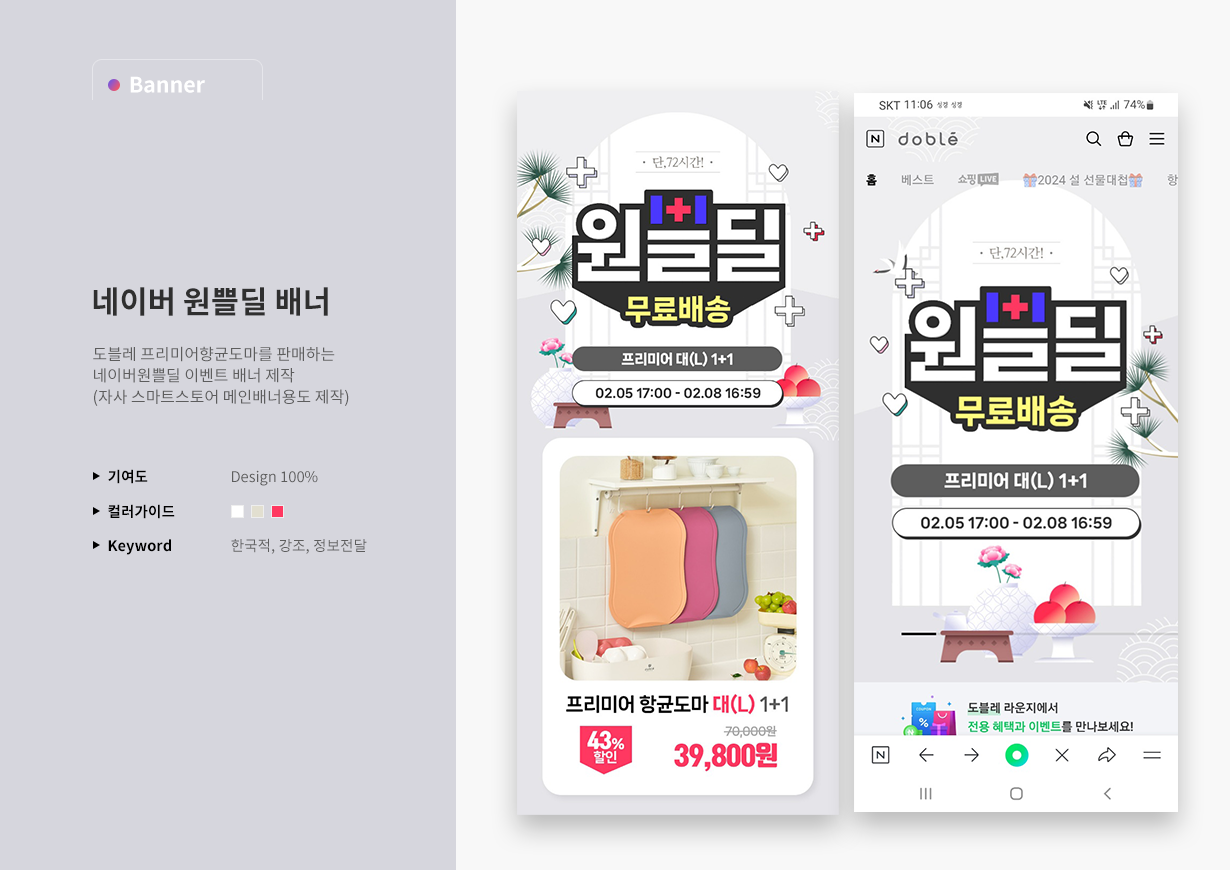 Banner
네이버 원쁠딜 배너
도블레 프리미어향균도마를 판매하는
네이버원쁠딜 이벤트 배너 제작
(자사 스마트스토어 메인배너용도 제작)
기여도 Design 100%
컬러가이드
Keyword 한국적, 강조, 정보전달
· 단,72시간! ·
원쁠딜
무료배송
프리미어 대(L) 1+1
02.05 17:00 - 02.08 16:59
프리미어 항균도마 대(L) 1+1
43% 할인
70,000원
39,800원
SKT 11:06 74%
N doblē
홈 베스트 쇼핑LIVE 2024 설 선물대첩 항
· 단,72시간! ·
원쁠딜
무료배송
프리미어 대(L) 1+1
02.05 17:00 - 02.08 16:59
COUPON
%
도블레 라운지에서
전용 혜택과 이벤트를 만나보세요!
N